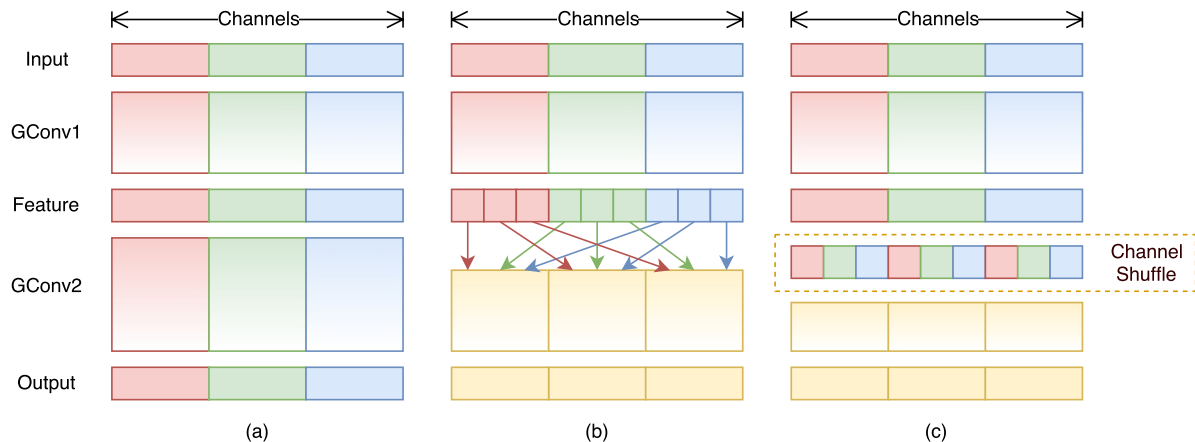 Channels
Channels
Channels
Input
GConv1
Feature
Channel
Shuffle
GConv2
Output
(a)
(b)
(c)